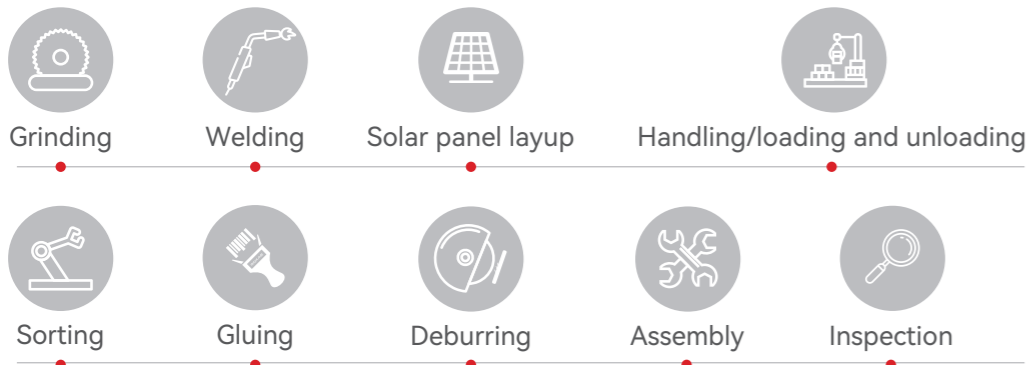 Grinding
Welding
Solar panel layup
Handling/loading and unloading
Sorting
Gluing
Deburring
Assembly
Inspection